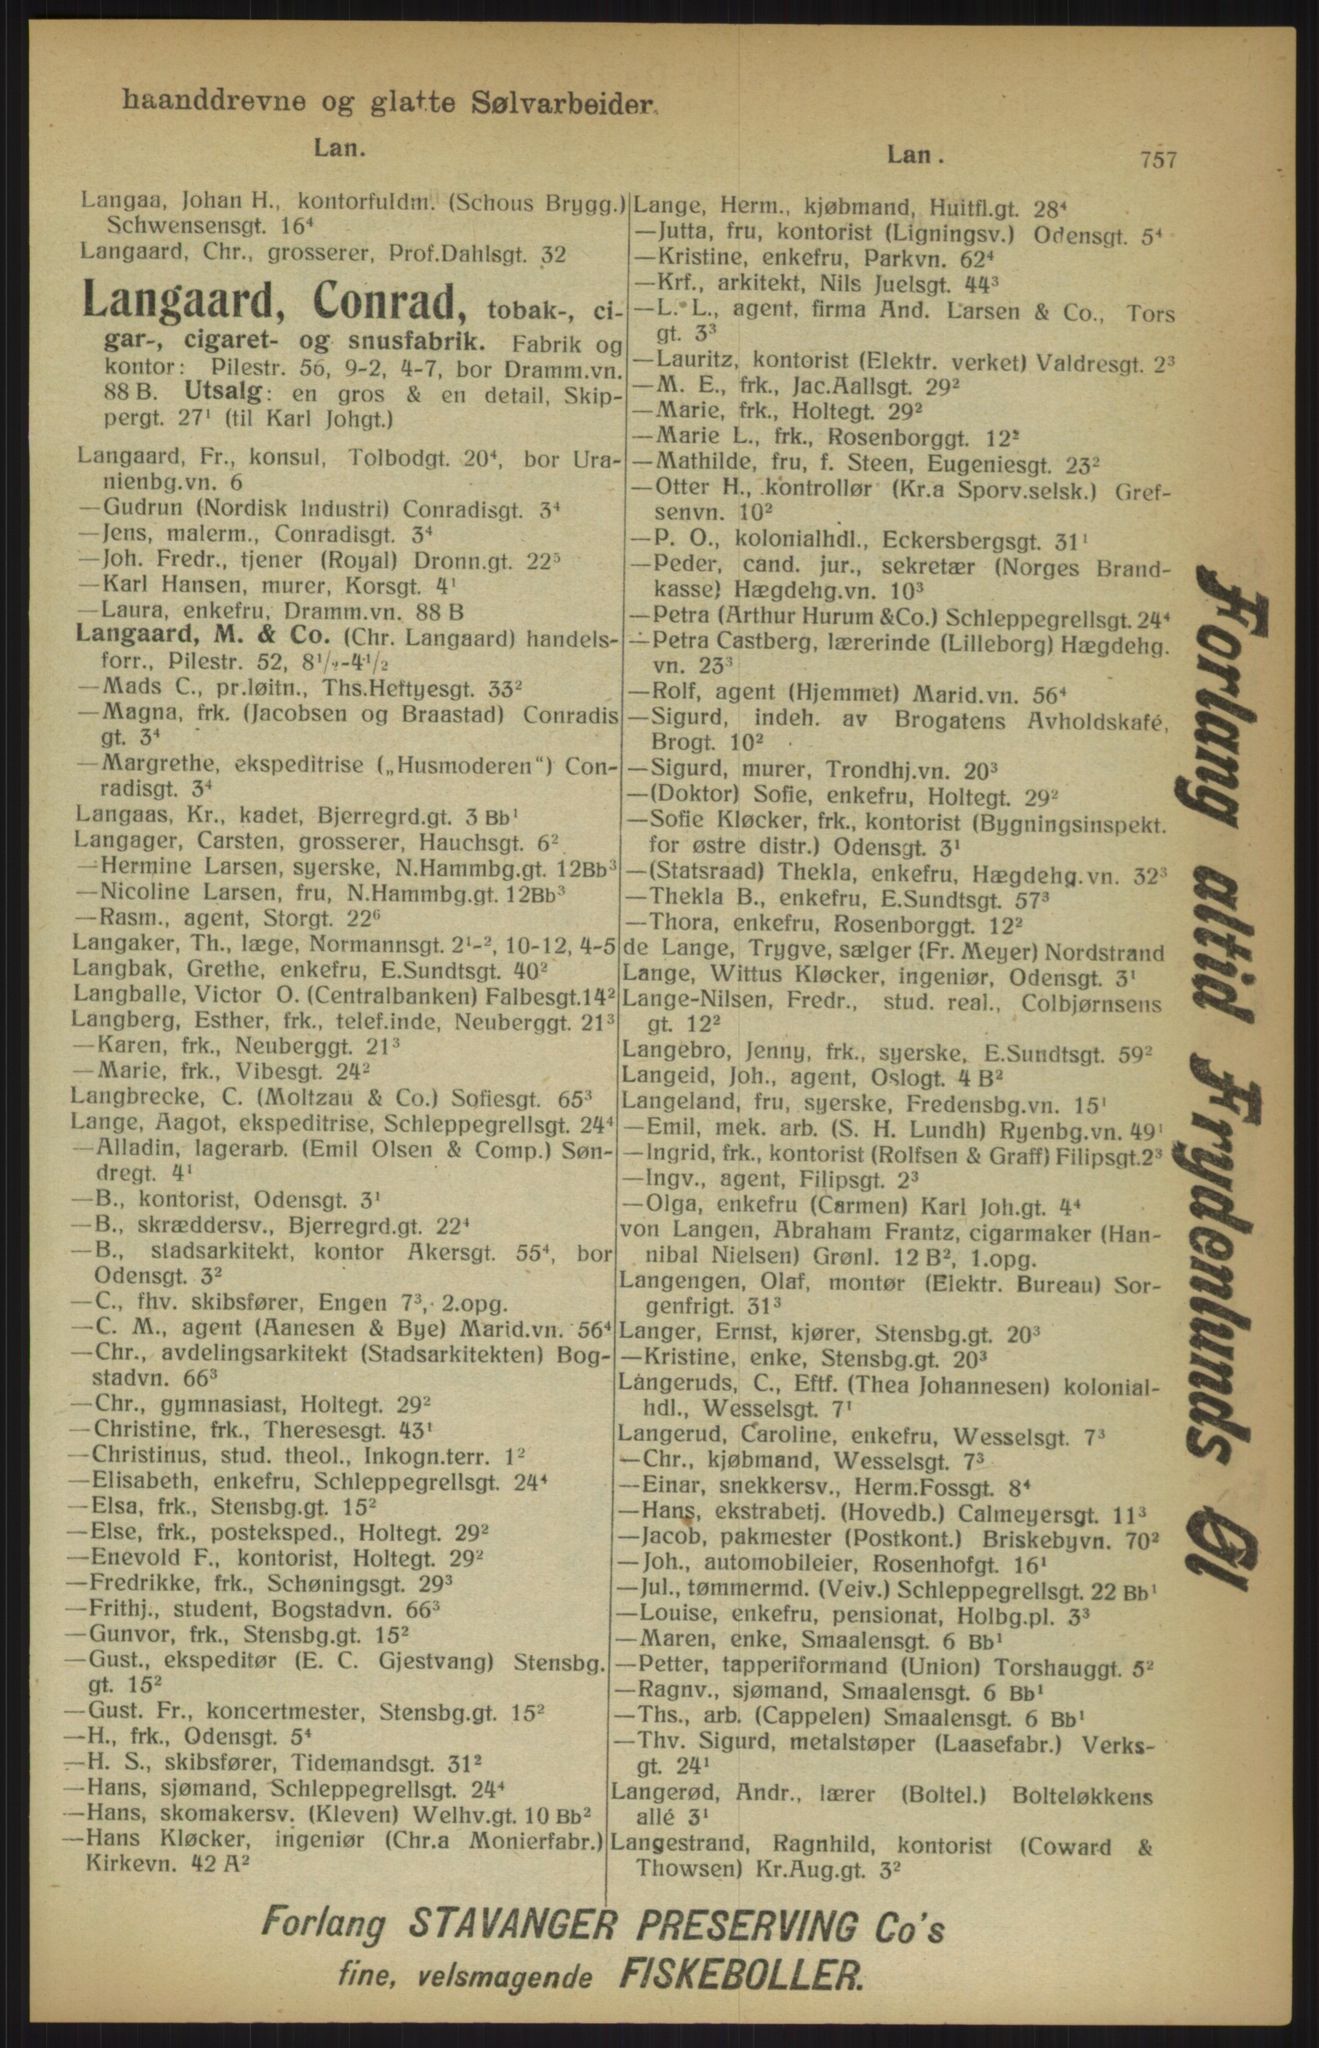 haanddrevne og glatte Sølvarbeider.
Lan.
Lan.
757
Langaa, Johan H., kontorfuldm. (Schous Brygg.)
Schwensensgt. 16⁴
Langaard, Chr., grosserer, Prof.Dahlsgt. 32
Langaard, Conrad, tobak-, ci-
gar-, cigaret- og snusfabrik. Fabrik og
kontor: Pilestr. 56, 9-2, 4-7, bor Dramm.vn.
88 B. Utsalg: en gros & en detail, Skip-
pergt. 27¹ (til Karl Johgt.)
Langaard, Fr., konsul, Tolbodgt. 20⁴, bor Ura-
nienbg.vn. 6
—Gudrun (Nordisk Industri) Conradisgt. 3⁴
—Jens, malerm., Conradisgt. 3⁴
—Joh. Fredr., tjener (Royal) Dronn.gt. 22⁵
—Karl Hansen, murer, Korsgt. 4¹
—Laura, enkefru, Dramm.vn. 88 B
Langaard, M. & Co. (Chr. Langaard) handels-
forr., Pilestr. 52, 8½-4½
—Mads C., pr.løitn., Ths.Heftyesgt. 33²
—Magna, frk. (Jacobsen og Braastad) Conradis
gt. 3⁴
—Margrethe, ekspeditrise („Husmoderen") Con-
radisgt. 3⁴
Langaas, Kr., kadet, Bjerregrd.gt. 3 Bb¹
Langager, Carsten, grosserer, Hauchsgt. 6²
—Hermine Larsen, syerske, N.Hammbg.gt. 12Bb³
—Nicoline Larsen, fru, N.Hammbg.gt. 12Bb³
—Rasm., agent, Storgt. 22⁶
Langaker, Th., læge, Normannsgt. 2¹-², 10-12, 4-5
Langbak, Grethe, enkefru, E.Sundtsgt. 40²
Langballe, Victor O. (Centralbanken) Falbesgt.14²
Langberg, Esther, frk., telef.inde, Neuberggt. 21³
—Karen, frk., Neuberggt. 21³
—Marie, frk., Vibesgt. 24²
Langbrecke, C. (Moltzau & Co.) Sofiesgt. 65³
Lange, Aagot, ekspeditrise, Schleppegrellsgt. 24⁴
—Alladin, lagerarb. (Emil Olsen & Comp.) Søn-
dregt. 4¹
—B., kontorist, Odensgt. 3¹
—B., skræddersv., Bjerregrd.gt. 22⁴
—B., stadsarkitekt, kontor Akersgt. 55⁴, bor
Odensgt. 3²
—C., fhv. skibsfører, Engen 7³, 2.opg.
—C. M., agent (Aanesen & Bye) Marid.vn. 56⁴
—Chr., avdelingsarkitekt (Stadsarkitekten) Bog-
stadvn. 66³
—Chr., gymnasiast, Holtegt. 29²
—Christine, frk., Theresesgt. 43¹
—Christinus, stud. theol., Inkogn.terr. 1²
—Elisabeth, enkefru, Schleppegrellsgt. 24⁴
—Elsa, frk., Stensbg.gt. 15²
—Else, frk., posteksped., Holtegt. 29²
—Enevold F., kontorist, Holtegt. 29²
—Fredrikke, frk., Schøningsgt. 29³
—Frithj., student, Bogstadvn. 66³
—Gunvor, frk., Stensbg.gt. 15²
—Gust., ekspeditør (E. C. Gjestvang) Stensbg.
gt. 15²
—Gust. Fr., koncertmester, Stensbg.gt. 15²
—H., frk., Odensgt. 5⁴
—H. S., skibsfører, Tidemandsgt. 31²
—Hans, sjømand, Schleppegrellsgt. 24⁴
—Hans, skomakersv. (Kleven) Welhv.gt. 10 Bb²
—Hans Kløcker, ingeniør (Chr.a Monierfabr.)
Kirkevn. 42 A²
Lange, Herm., kjøbmand, Huitfl.gt. 28⁴
—Jutta, fru, kontorist (Ligningsv.) Odensgt. 5⁴
—Kristine, enkefru, Parkvn. 62⁴
—Krf., arkitekt, Nils Juelsgt. 44³
—L. L., agent, firma And. Larsen & Co., Tors
gt. 3³
—Lauritz, kontorist (Elektr. verket) Valdresgt. 2³
—M. E., frk., Jac.Aallsgt. 29²
—Marie, frk., Holtegt. 29²
—Marie L., frk., Rosenborggt. 12²
—Mathilde, fru, f. Steen, Eugeniesgt. 23²
—Otter H., kontrollør (Kr.a Sporv.selsk.) Gref-
senvn. 10²
—P. O., kolonialhdl., Eckersbergsgt. 31¹
—Peder, cand. jur., sekretær (Norges Brand-
kasse) Hægdehg.vn. 10³
—Petra (Arthur Hurum &Co.) Schleppegrellsgt. 24⁴
—Petra Castberg, lærerinde (Lilleborg) Hægdehg.
vn. 23³
—Rolf, agent (Hjemmet) Marid.vn. 56⁴
—Sigurd, indeh. av Brogatens Avholdskafé,
Brogt. 10²
—Sigurd, murer, Trondhj.vn. 20³
—(Doktor) Sofie, enkefru, Holtegt. 29²
—Sofie Kløcker, frk., kontorist (Bygningsinspekt.
for østre distr.) Odensgt. 3¹
—(Statsraad) Thekla, enkefru, Hægdehg.vn. 32³
—Thekla B., enkefru, E.Sundtsgt. 57³
—Thora, enkefru, Rosenborggt. 12²
de Lange, Trygve, sælger (Fr. Meyer) Nordstrand
Lange, Wittus Kløcker, ingeniør, Odensgt. 3¹
Lange-Nilsen, Fredr., stud. real., Colbjørnsens
gt. 12²
Langebro, Jenny, frk., syerske, E.Sundtsgt. 59²
Langeid, Joh., agent, Oslogt. 4 B²
Langeland, fru, syerske, Fredensbg.vn. 15¹
—Emil, mek. arb. (S. H. Lundh) Ryenbg.vn. 49¹
—Ingrid, frk., kontorist (Rolfsen & Graff) Filipsgt.2³
—Ingv., agent, Filipsgt. 2³
—Olga, enkefru (Carmen) Karl Joh.gt. 4⁴
von Langen, Abraham Frantz, cigarmaker (Han-
nibal Nielsen) Grønl. 12 B², 1.opg.
Langengen, Olaf, montør (Elektr. Bureau) Sor-
genfrigt. 31³
Langer, Ernst, kjører, Stensbg.gt. 20³
—Kristine, enke, Stensbg.gt. 20³
Langeruds, C., Eftf. (Thea Johannesen) kolonial-
hdl., Wesselsgt. 7¹
Langerud, Caroline, enkefru, Wesselsgt. 7³
—Chr., kjøbmand, Wesselsgt. 7³
—Einar, snekkersv., Herm.Fossgt. 8⁴
—Hans, ekstrabetj. (Hovedb.) Calmeyersgt. 11³
—Jacob, pakmester (Postkont.) Briskebyvn. 70²
—Joh., automobileier, Rosenhofgt. 16¹
—Jul., tømmermd. (Veiv.) Schleppegrellsgt. 22 Bb¹
—Louise, enkefru, pensionat, Holbg.pl. 3³
—Maren, enke, Smaalensgt. 6 Bb¹
—Petter, tapperiformand (Union) Torshauggt. 5²
—Ragnv., sjømand, Smaalensgt. 6 Bb¹
—Ths., arb. (Cappelen) Smaalensgt. 6 Bb¹
—Thv. Sigurd, metalstøper (Laasefabr.) Verks-
gt. 24¹
Langerød, Andr., lærer (Boltel.) Bolteløkkens
allé 3¹
Langestrand, Ragnhild, kontorist (Coward &
Thowsen) Kr.Aug.gt. 3²
Forlang altid Frydenlunds Øl
Forlang STAVANGER PRESERVING Co's
fine, velsmagende FISKEBOLLER.